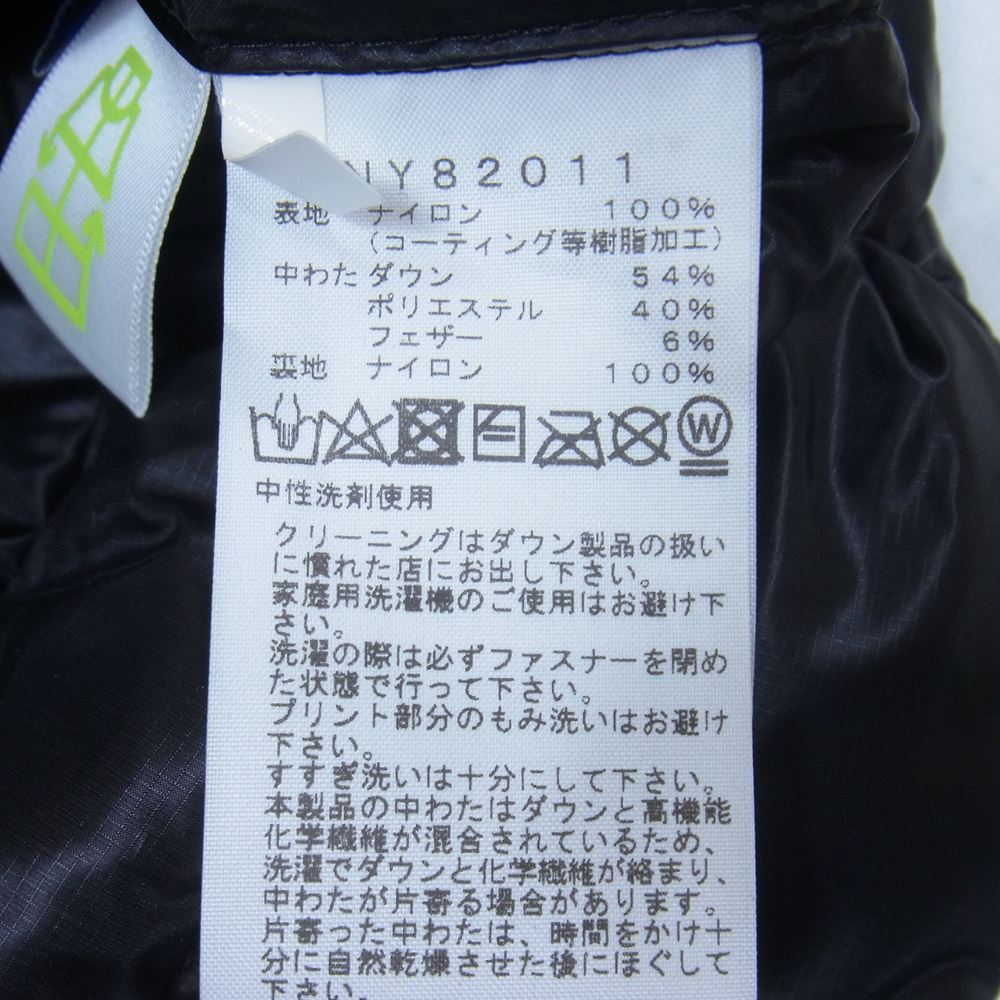 NY82011
表地 ナイロン 100%
(コーティング等樹脂加工)
中わた ダウン 54%
ポリエステル 40%
フェザー 6%
裏地 ナイロン 100%
W
中性洗剤使用
クリーニングはダウン製品の扱い
に慣れた店にお出し下さい。
家庭用洗濯機のご使用はお避け下
さい。
洗濯の際は必ずファスナーを閉め
た状態で行って下さい。
プリント部分のもみ洗いはお避け
下さい。
すすぎ洗いは十分にして下さい。
本製品の中わたはダウンと高機能
化学繊維が混合されているため、
洗濯でダウンと化学繊維が絡まり、
中わたが片寄る場合があります。
片寄った中わたは、時間をかけ十
分に自然乾燥させた後にほぐして
下さい。